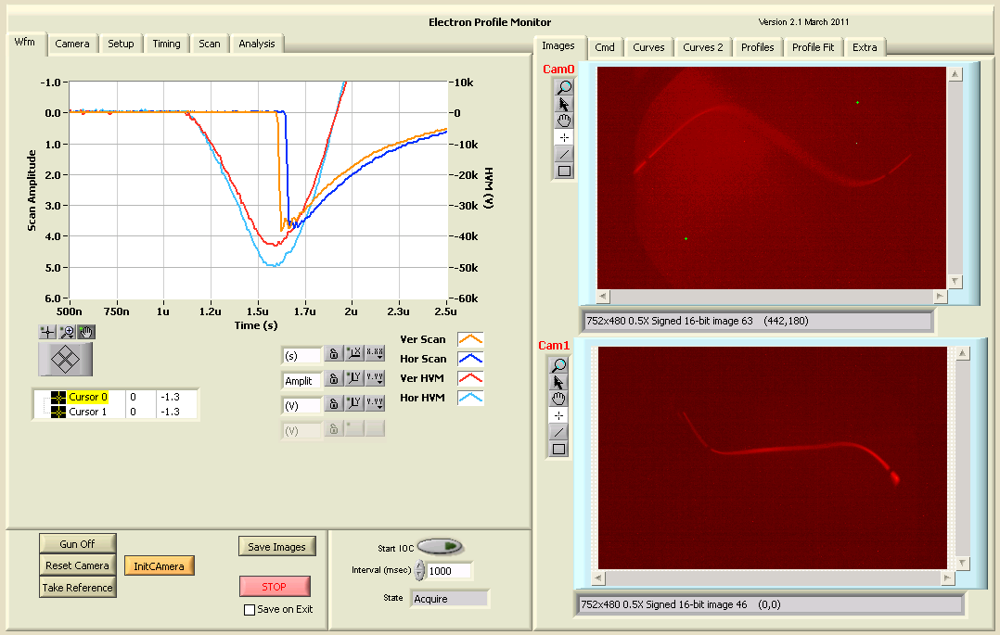 Electron Profile Monitor
Version 2.1 March 2011
Wfm
Camera
Setup
Timing
Scan
Analysis
-1.0
0.0
1.0
2.0
3.0
4.0
5.0
6.0
Scan Amplitude
10k
0
-10k
-20k
-30k
-40k
-50k
-60k
HVM (V)
500n
750n
1u
1.2u
1.5u
1.7u
2u
2.3u
2.5u
Time (s)
Ver Scan
Hor Scan
Ver HVM
Hor HVM
(s)
X.XX
Amplit
Y.YY
(V)
Y.YY
(V)
Cursor 0 0 -1.3
Cursor 1 0 -1.3
Gun Off
Reset Camera
Take Reference
InitCAmera
Save Images
STOP
Save on Exit
Start IOC
Interval (msec) 1000
State Acquire
Images
Cmd
Curves
Curves 2
Profiles
Profile Fit
Extra
Cam0
752x480 0.5X Signed 16-bit image 63 (442,180)
Cam1
752x480 0.5X Signed 16-bit image 46 (0,0)